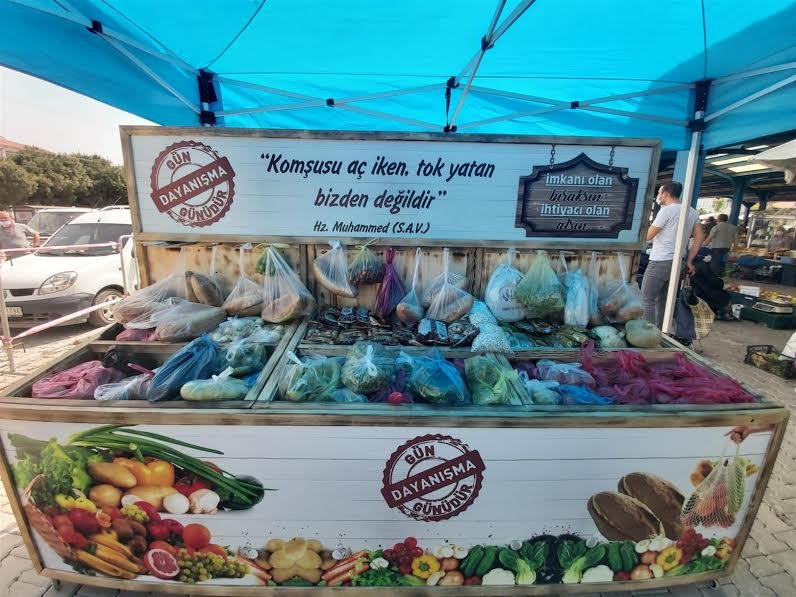 GÜN
DAYANIŞMA
GÜNÜDÜR
“Komşusu aç iken, tok yatan
bizden değildir”
Hz. Muhammed (S.A.V.)
imkanı olan
bıraksın
ihtiyacı olan
alsın
GÜN
DAYANIŞMA
GÜNÜDÜR